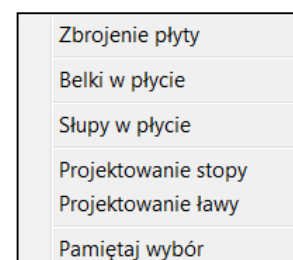 Zbrojenie płyty
Belki w płycie
Słupy w płycie
Projektowanie stopy
Projektowanie ławy
Pamiętaj wybór